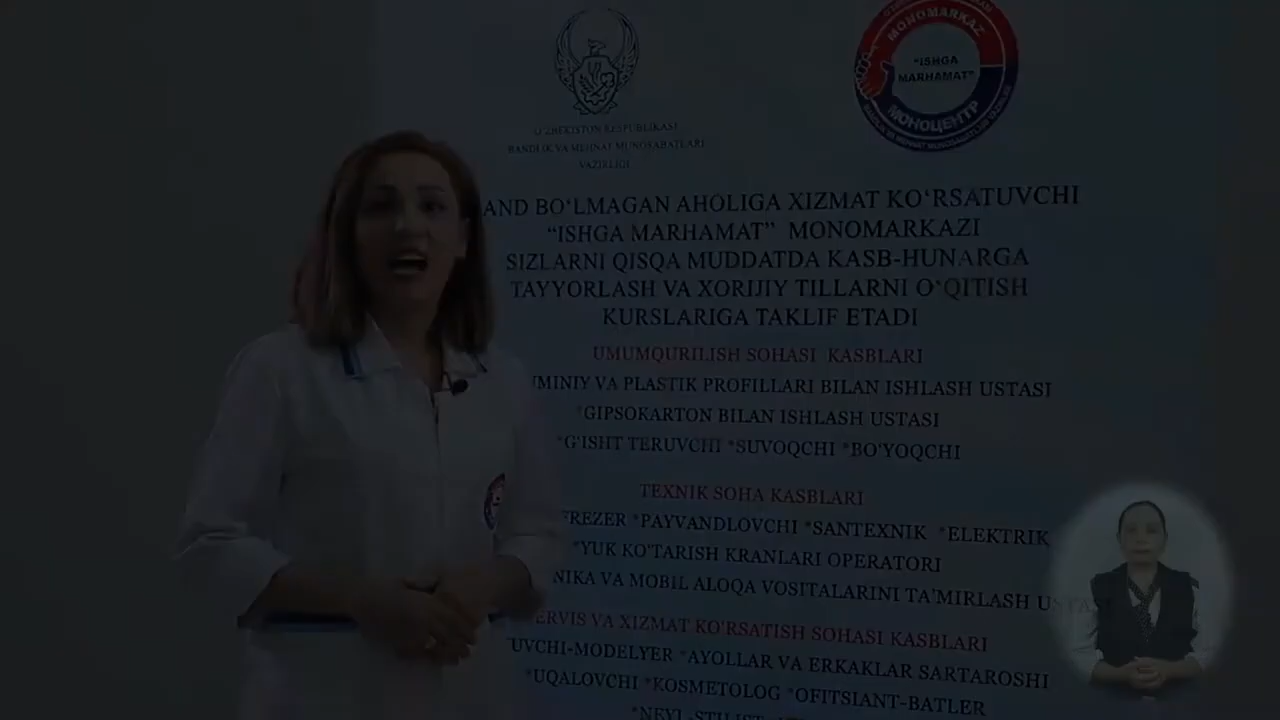 MONOMARKAZ
"ISHGA
MARHAMAT"
МОНОЦЕНТР
O'ZBEKISTON RESPUBLIKASI
BANDLIK VA MEHNAT MUNOSABATLARI
VAZIRLIGI
AND BO‘LMAGAN AHOLIGA XIZMAT KO‘RSATUVCHI
“ISHGA MARHAMAT” MONOMARKAZI
SIZLARNI QISQA MUDDATDA KASB-HUNARGA
TAYYORLASH VA XORIJIY TILLARNI O‘QITISH
KURSLARIGA TAKLIF ETADI
UMUMQURILISH SOHASI KASBLARI
MINIY VA PLASTIK PROFILLARI BILAN ISHLASH USTASI
*GIPSOKARTON BILAN ISHLASH USTASI
*G‘ISHT TERUVCHI *SUVOQCHI *BO‘YOQCHI
TEXNIK SOHA KASBLARI
FREZER *PAYVANDLOVCHI *SANTEXNIK *ELEKTRIK
*YUK KO'TARISH KRANLARI OPERATORI
NIKA VA MOBIL ALOQA VOSITALARINI TA’MIRLASH USTASI
SERVIS VA XIZMAT KO'RSATISH SOHASI KASBLARI
UVCHI-MODELYER *AYOLLAR VA ERKAKLAR SARTAROSHI
*UQALOVCHI *KOSMETOLOG *OFITSIANT-BATLER